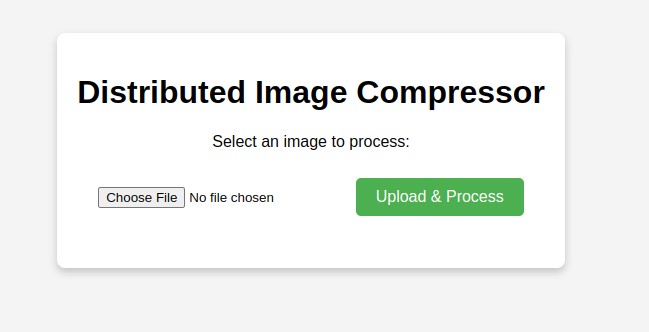 Distributed Image Compressor
Select an image to process:
Choose File No file chosen Upload & Process